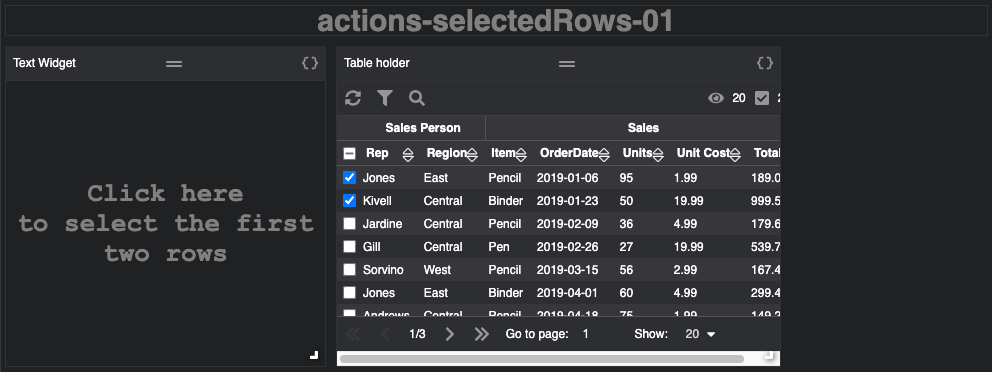 actions-selectedRows-01
Text Widget
Click here
to select the first
two rows
Table holder
20
Sales Person Sales
Rep Region Item OrderDate Units Unit Cost Total
Jones East Pencil 2019-01-06 95 1.99 189.0
Kivell Central Binder 2019-01-23 50 19.99 999.5
Jardine Central Pencil 2019-02-09 36 4.99 179.6
Gill Central Pen 2019-02-26 27 19.99 539.7
Sorvino West Pencil 2019-03-15 56 2.99 167.4
Jones East Binder 2019-04-01 60 4.99 299.4
Andrews Central Pencil 2019-04-18 75 1.99 149.2
1/3 Go to page: 1 Show: 20